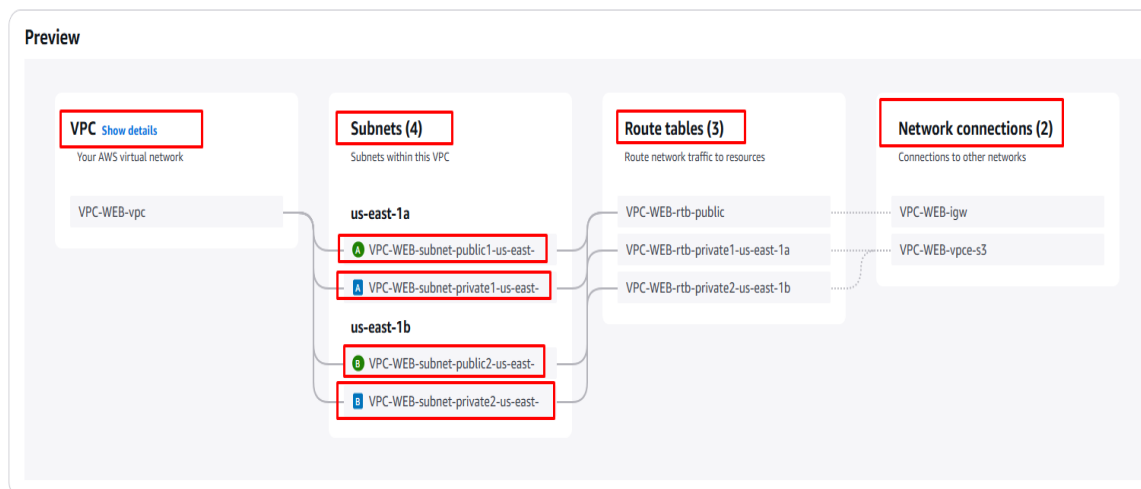 Preview
VPC Show details
Your AWS virtual network
VPC-WEB-vpc
Subnets (4)
Subnets within this VPC
us-east-1a
A VPC-WEB-subnet-public1-us-east-
A VPC-WEB-subnet-private1-us-east-
us-east-1b
B VPC-WEB-subnet-public2-us-east-
B VPC-WEB-subnet-private2-us-east-
Route tables (3)
Route network traffic to resources
VPC-WEB-rtb-public
VPC-WEB-rtb-private1-us-east-1a
VPC-WEB-rtb-private2-us-east-1b
Network connections (2)
Connections to other networks
VPC-WEB-igw
VPC-WEB-vpce-s3